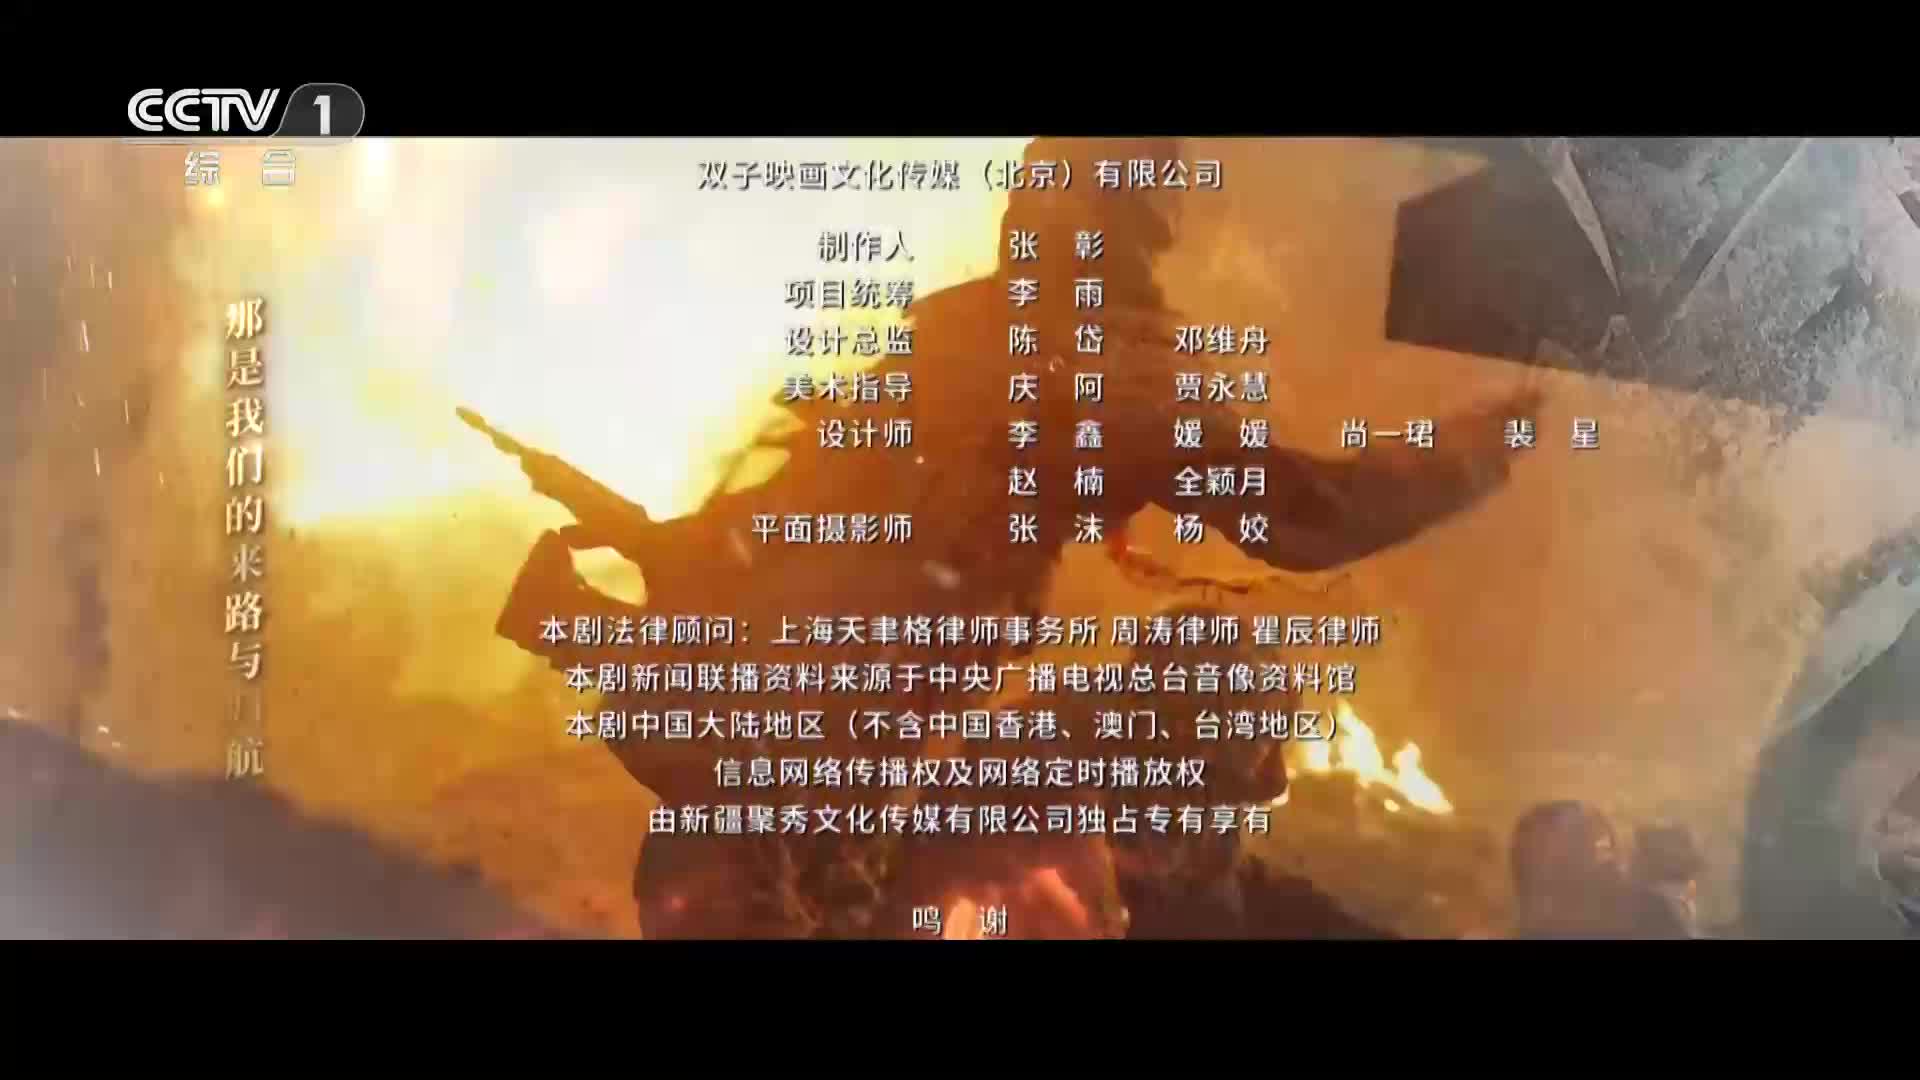 CCTV 1
综 合
双子映画文化传媒（北京）有限公司
制作人 张 彰
项目统筹 李 雨
设计总监 陈 岱 邓维舟
美术指导 庆 阿 贾永慧
设计师 李 鑫 媛 媛 尚一珺 裴 星
赵 楠 全颖月
平面摄影师 张 沫 杨 姣
本剧法律顾问：上海天聿格律师事务所 周涛律师 瞿辰律师
本剧新闻联播资料来源于中央广播电视总台音像资料馆
本剧中国大陆地区（不含中国香港、澳门、台湾地区）
信息网络传播权及网络定时播放权
由新疆聚秀文化传媒有限公司独占专有享有
鸣 谢
那是我们的来路与归航